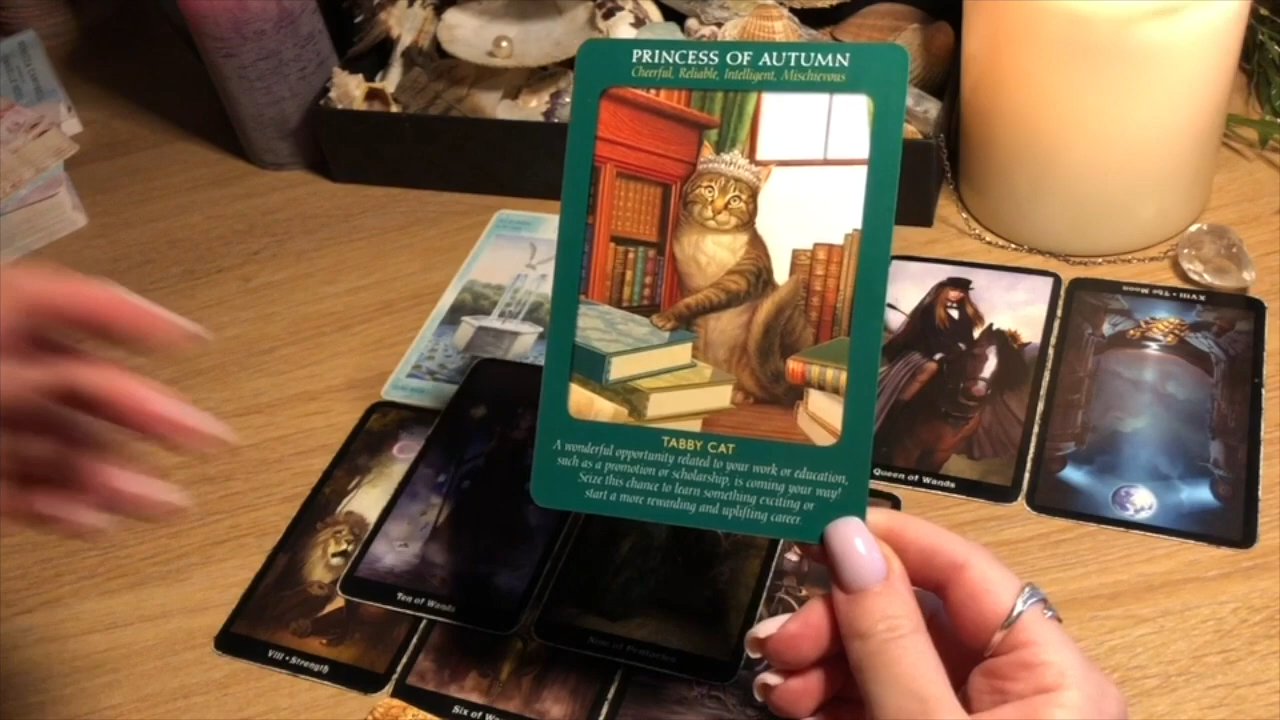 PRINCESS OF AUTUMN
Cheerful, Reliable, Intelligent, Mischievous
TABBY CAT
A wonderful opportunity related to your work or education,
such as a promotion or scholarship, is coming your way!
Seize this chance to learn something exciting or
start a more rewarding and uplifting career.
Queen of Wands
XVIII • The Moon
Ten of Wands
of Pentacles
VIII • Strength
Six of